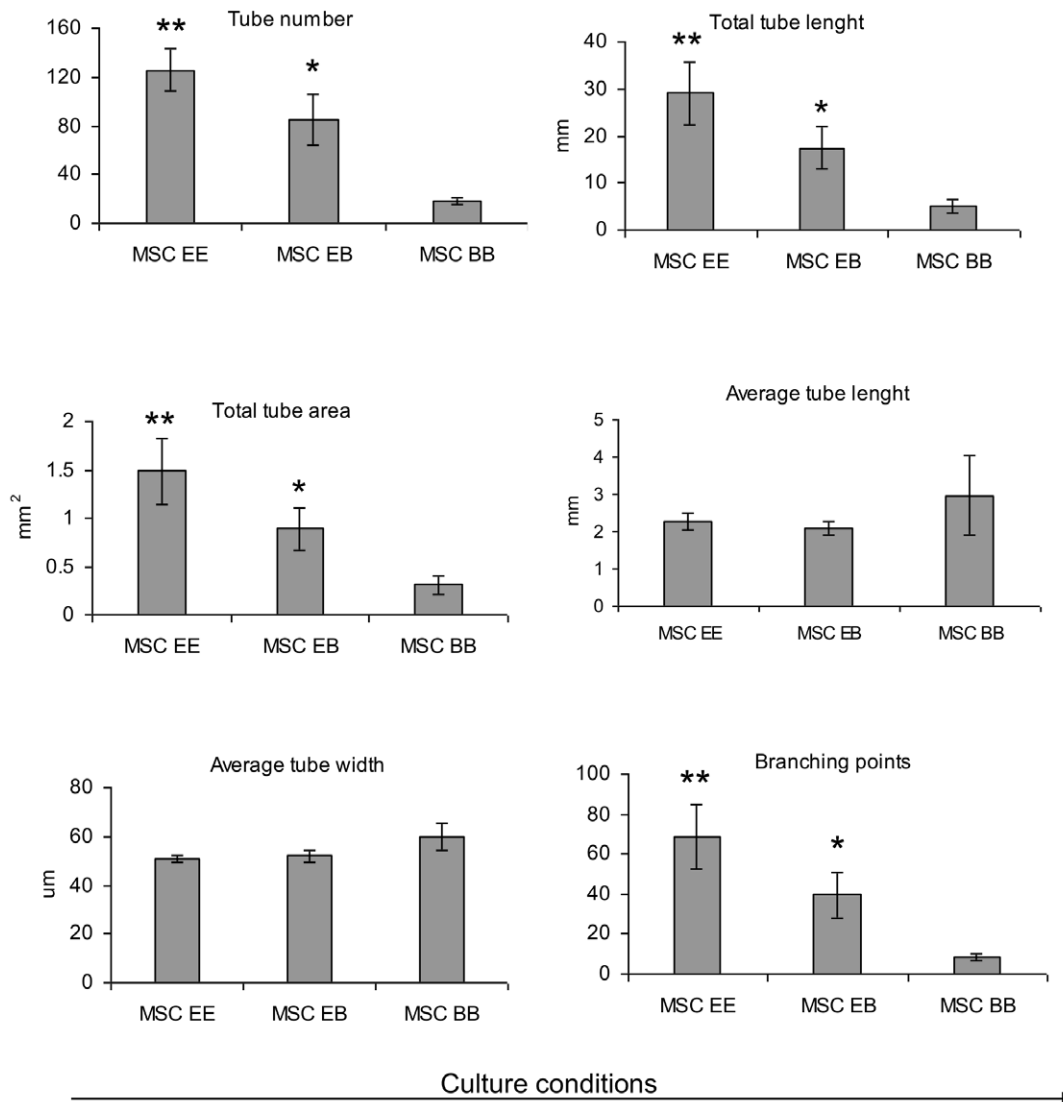 Tube number
160
120
80
40
0
**
*
MSC EE MSC EB MSC BB
Total tube lenght
mm
40
30
20
10
0
**
*
MSC EE MSC EB MSC BB
Total tube area
mm²
2
1.5
1
0.5
0
**
*
MSC EE MSC EB MSC BB
Average tube lenght
mm
5
4
3
2
1
0
MSC EE MSC EB MSC BB
Average tube width
um
80
60
40
20
0
MSC EE MSC EB MSC BB
Branching points
100
80
60
40
20
0
**
*
MSC EE MSC EB MSC BB
Culture conditions